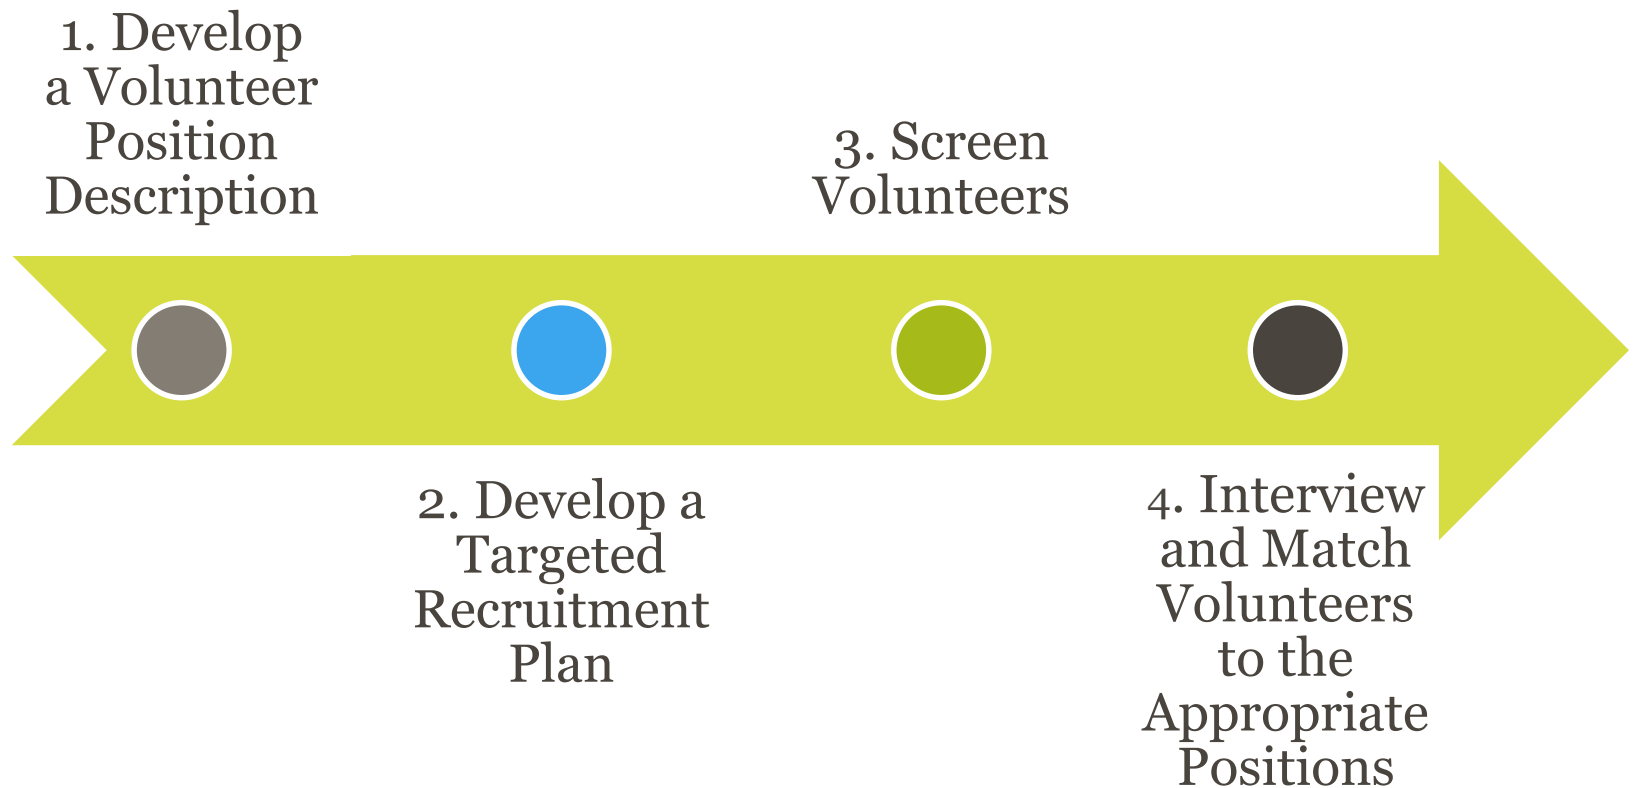 1. Develop
a Volunteer
Position
Description
2. Develop a
Targeted
Recruitment
Plan
3. Screen
Volunteers
4. Interview
and Match
Volunteers
to the
Appropriate
Positions